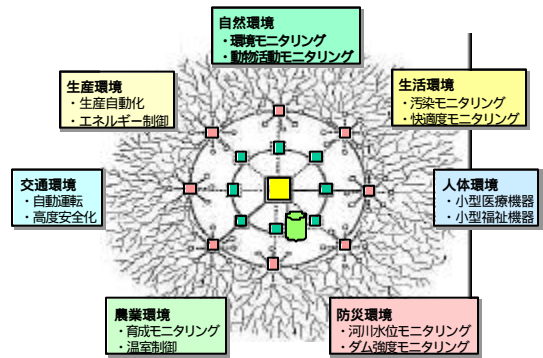 自然環境
・環境モニタリング
・動物活動モニタリング
生産環境
・生産自動化
・エネルギー制御
生活環境
・汚染モニタリング
・快適度モニタリング
交通環境
・自動運転
・高度安全化
人体環境
・小型医療機器
・小型福祉機器
農業環境
・育成モニタリング
・温室制御
防災環境
・河川水位モニタリング
・ダム強度モニタリング